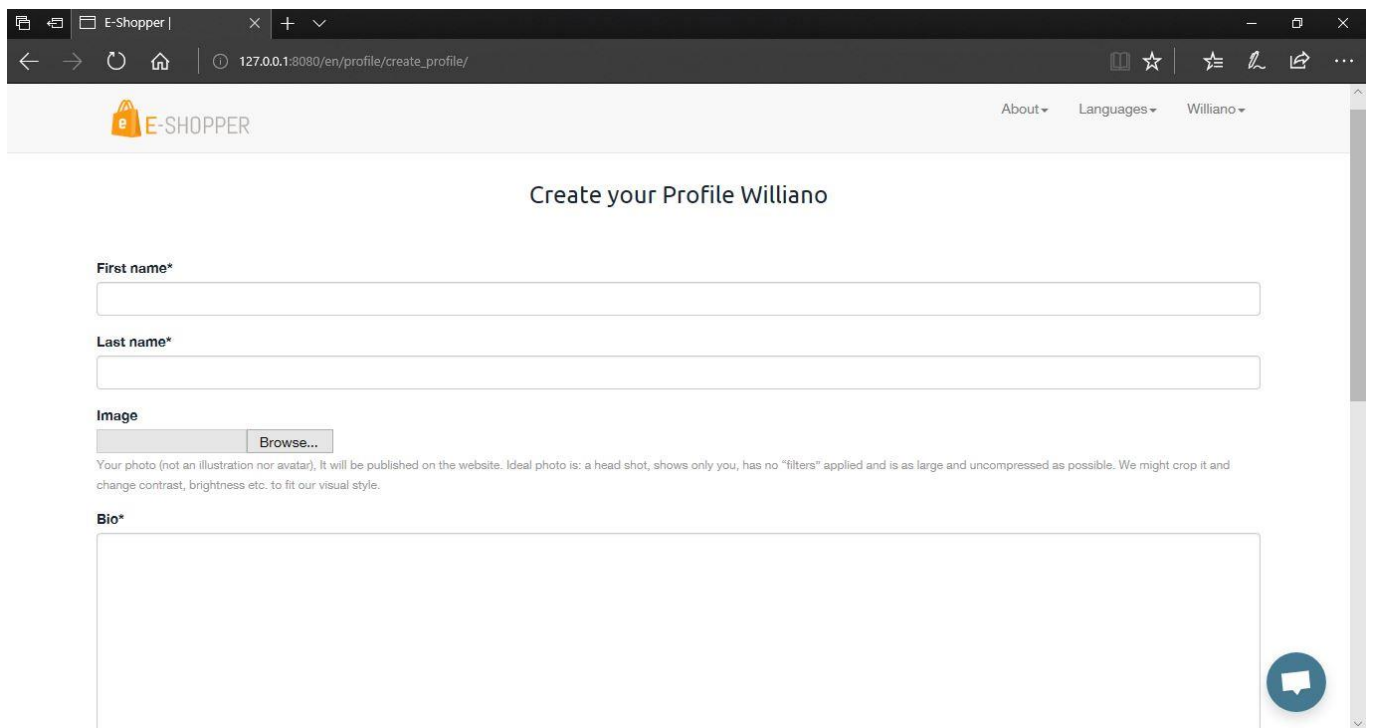 E-Shopper |
127.0.0.1:8080/en/profile/create_profile/
e E-SHOPPER
About
Languages
Williano
Create your Profile Williano
First name*
Last name*
Image
Browse...
Your photo (not an illustration nor avatar), It will be published on the website. Ideal photo is: a head shot, shows only you, has no "filters" applied and is as large and uncompressed as possible. We might crop it and
change contrast, brightness etc. to fit our visual style.
Bio*